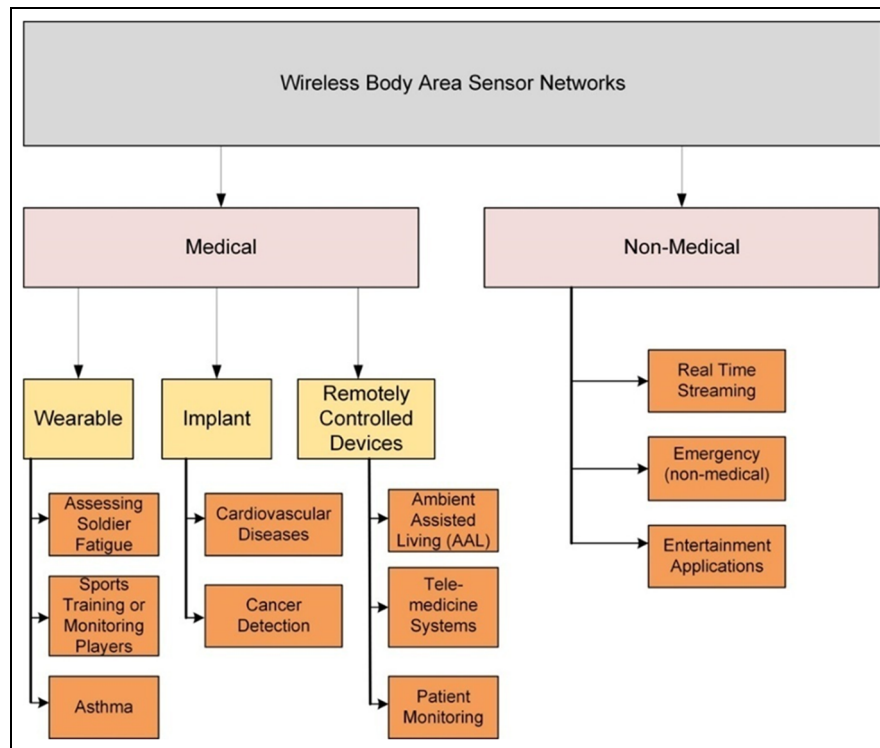 Wireless Body Area Sensor Networks
Medical
Non-Medical
Wearable
Implant
Remotely
Controlled
Devices
Assessing
Soldier
Fatigue
Sports
Training or
Monitoring
Players
Asthma
Cardiovascular
Diseases
Cancer
Detection
Ambient
Assisted
Living (AAL)
Tele-
medicine
Systems
Patient
Monitoring
Real Time
Streaming
Emergency
(non-medical)
Entertainment
Applications